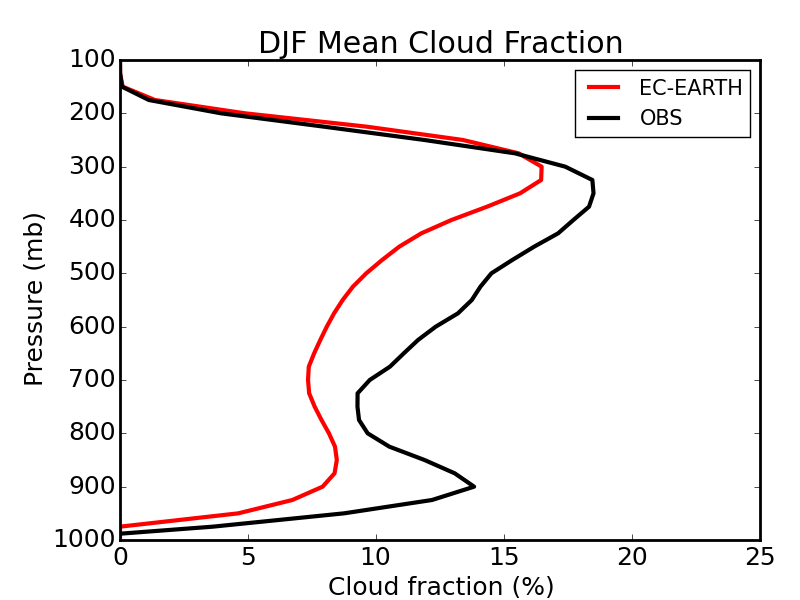 DJF Mean Cloud Fraction
EC-EARTH
OBS
Pressure (mb)
100
200
300
400
500
600
700
800
900
1000
0 5 10 15 20 25
Cloud fraction (%)